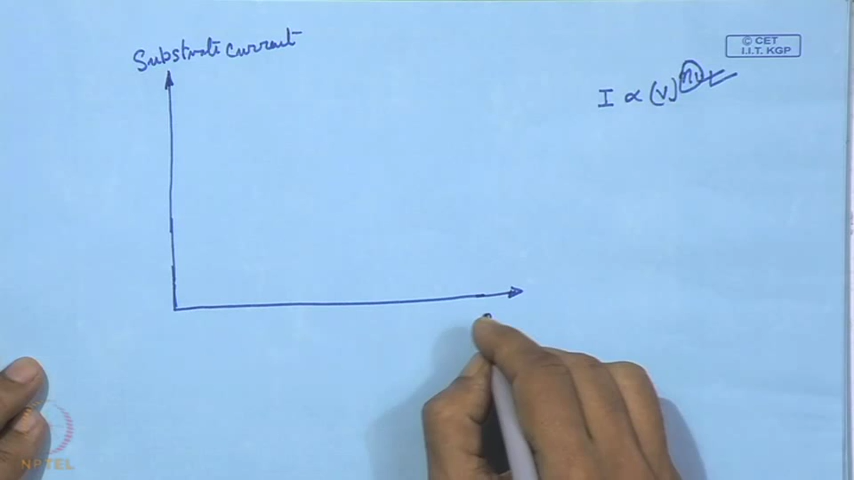 Substrate current
© CET
I.I.T. KGP
I ∝ (V)
NPTEL